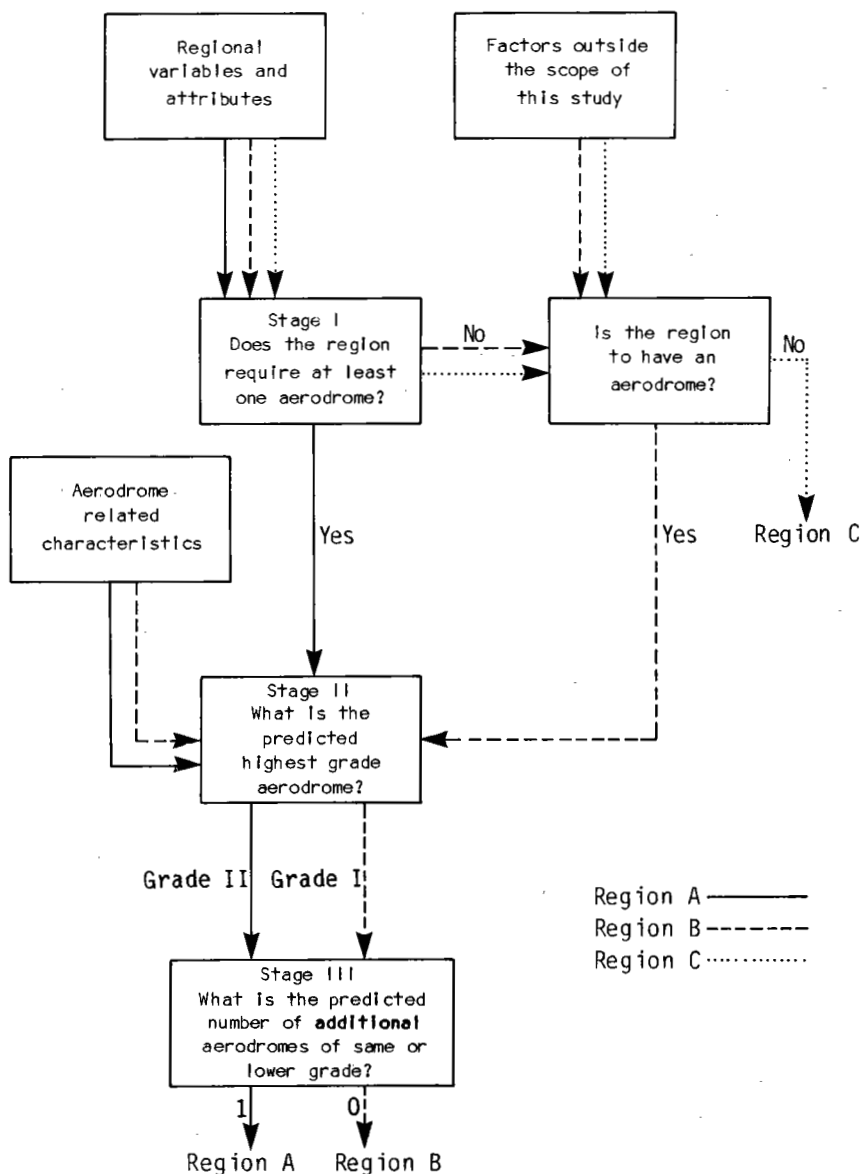 Regional
variables and
attributes
Factors outside
the scope of
this study
Stage I
Does the region
require at least
one aerodrome?
No
Is the region
to have an
aerodrome?
No
Aerodrome
related
characteristics
Yes
Yes
Region C
Stage II
What is the
predicted
highest grade
aerodrome?
Grade II
Grade I
Region A
Region B
Region C
Stage III
What is the predicted
number of additional
aerodromes of same or
lower grade?
1
0
Region A
Region B